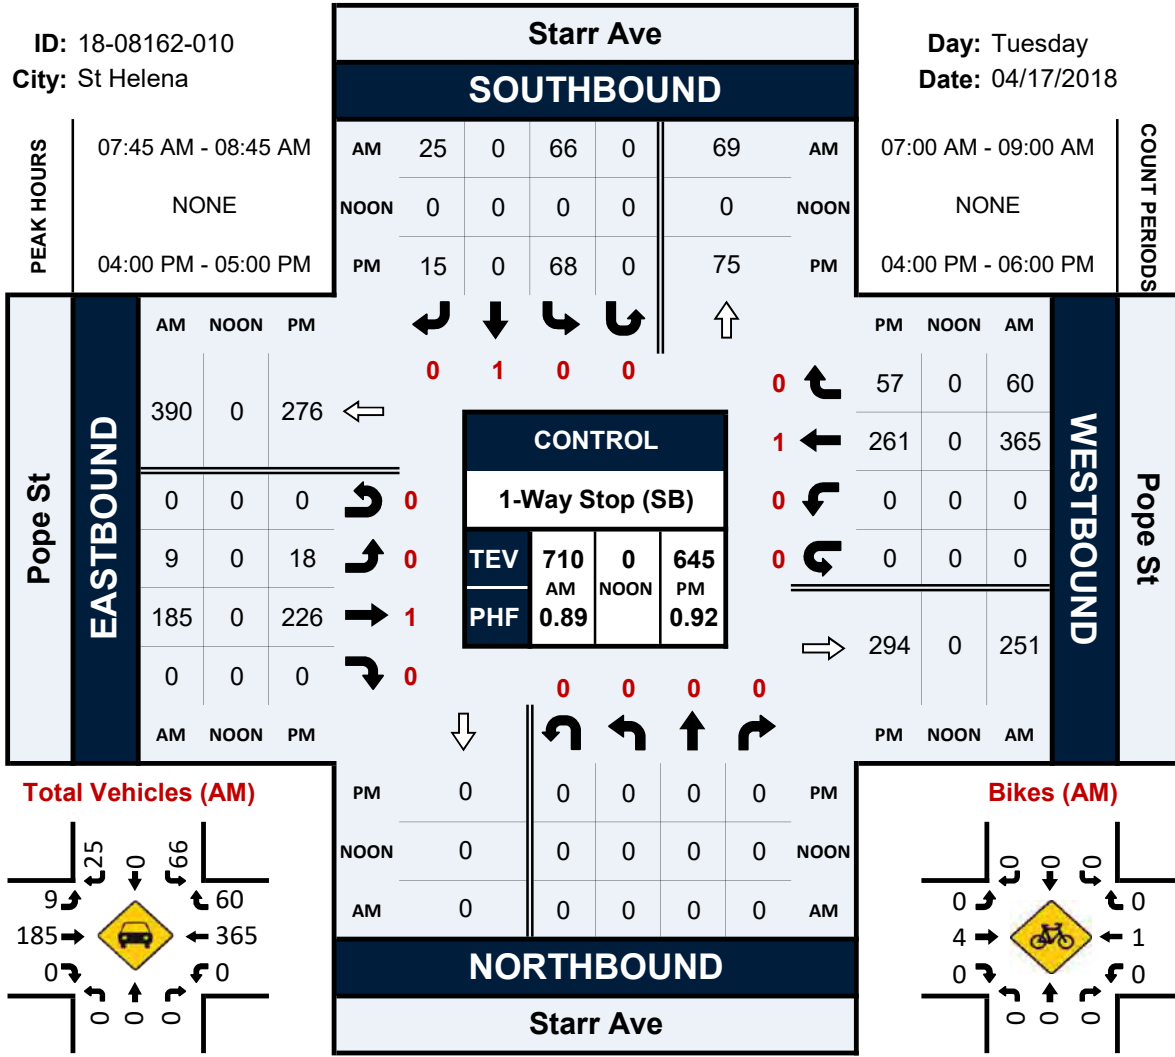 ID: 18-08162-010
City: St Helena
Starr Ave
SOUTHBOUND
Day: Tuesday
Date: 04/17/2018
PEAK HOURS
07:45 AM - 08:45 AM
NONE
04:00 PM - 05:00 PM
AM 25 0 66 0 69 AM
NOON 0 0 0 0 0 NOON
PM 15 0 68 0 75 PM
07:00 AM - 09:00 AM
NONE
04:00 PM - 06:00 PM
COUNT PERIODS
0 1 0 0
Pope St
EASTBOUND
AM NOON PM
390 0 276
0 0 0 0
9 0 18 0
185 0 226 1
0 0 0 0
AM NOON PM
CONTROL
1-Way Stop (SB)
TEV 710 0 645
AM NOON PM
PHF 0.89 0.92
PM NOON AM
0 57 0 60
1 261 0 365
0 0 0 0
0 0 0 0
294 0 251
PM NOON AM
WESTBOUND
Pope St
0 0 0 0
PM 0 0 0 0 0 PM
NOON 0 0 0 0 0 NOON
AM 0 0 0 0 0 AM
NORTHBOUND
Starr Ave
Total Vehicles (AM)
25 0 66
9 60
185 365
0 0
0 0 0
Bikes (AM)
0 0 0
0 0
4 1
0 0
0 0 0